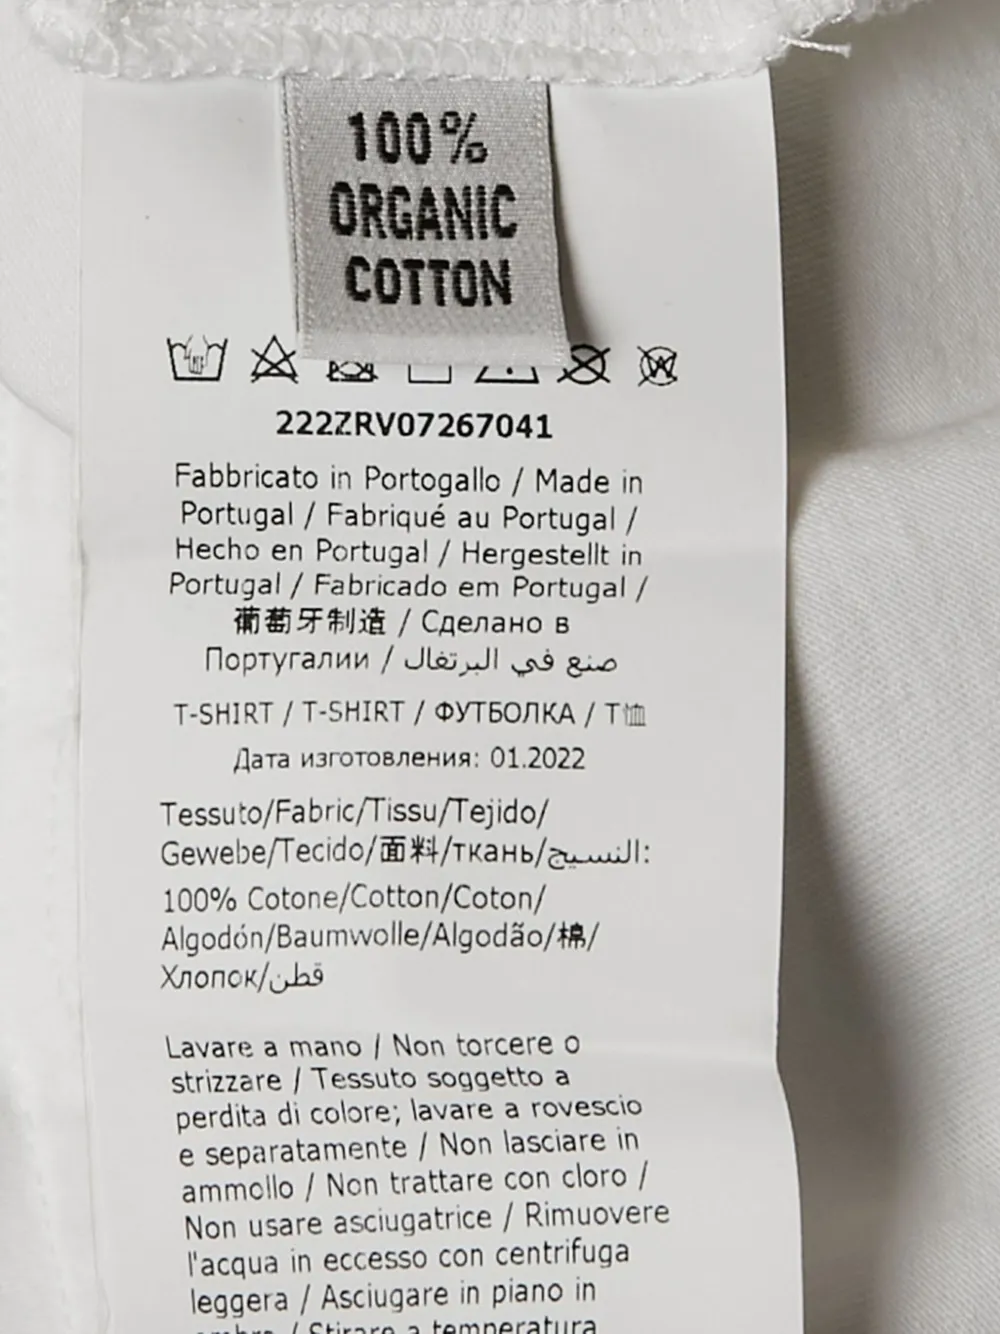 100%
ORGANIC
COTTON
222ZRV07267041
Fabbricato in Portogallo / Made in
Portugal / Fabriqué au Portugal /
Hecho en Portugal / Hergestellt in
Portugal / Fabricado em Portugal /
葡萄牙制造 / Сделано в
Португалии / صنع في البرتغال
T-SHIRT / T-SHIRT / ФУТБОЛКА / T恤
Дата изготовления: 01.2022
Tessuto/Fabric/Tissu/Tejido/
Gewebe/Tecido/面料/ткань/النسيج:
100% Cotone/Cotton/Coton/
Algodón/Baumwolle/Algodão/棉/
Хлопок/قطن
Lavare a mano / Non torcere o
strizzare / Tessuto soggetto a
perdita di colore; lavare a rovescio
e separatamente / Non lasciare in
ammollo / Non trattare con cloro /
Non usare asciugatrice / Rimuovere
l'acqua in eccesso con centrifuga
leggera / Asciugare in piano in
ombra / Stirare a temperatura